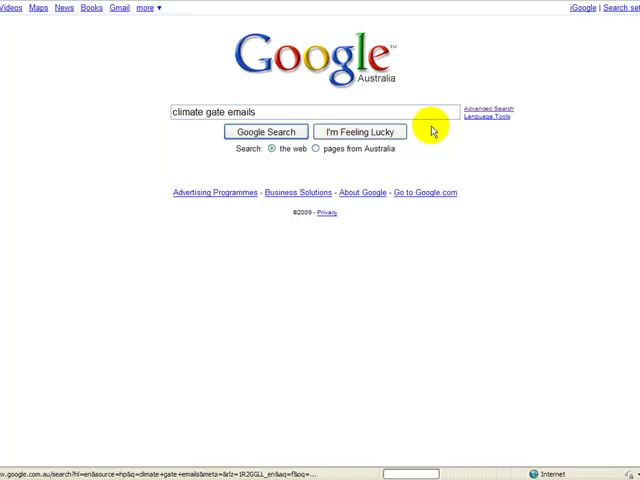 Videos Maps News Books Gmail more ▼ iGoogle | Search set
Google™
Australia
climate gate emails
Advanced Search
Language Tools
Google Search I'm Feeling Lucky
Search: the web pages from Australia
Advertising Programmes - Business Solutions - About Google - Go to Google.com
©2009 - Privacy
Internet